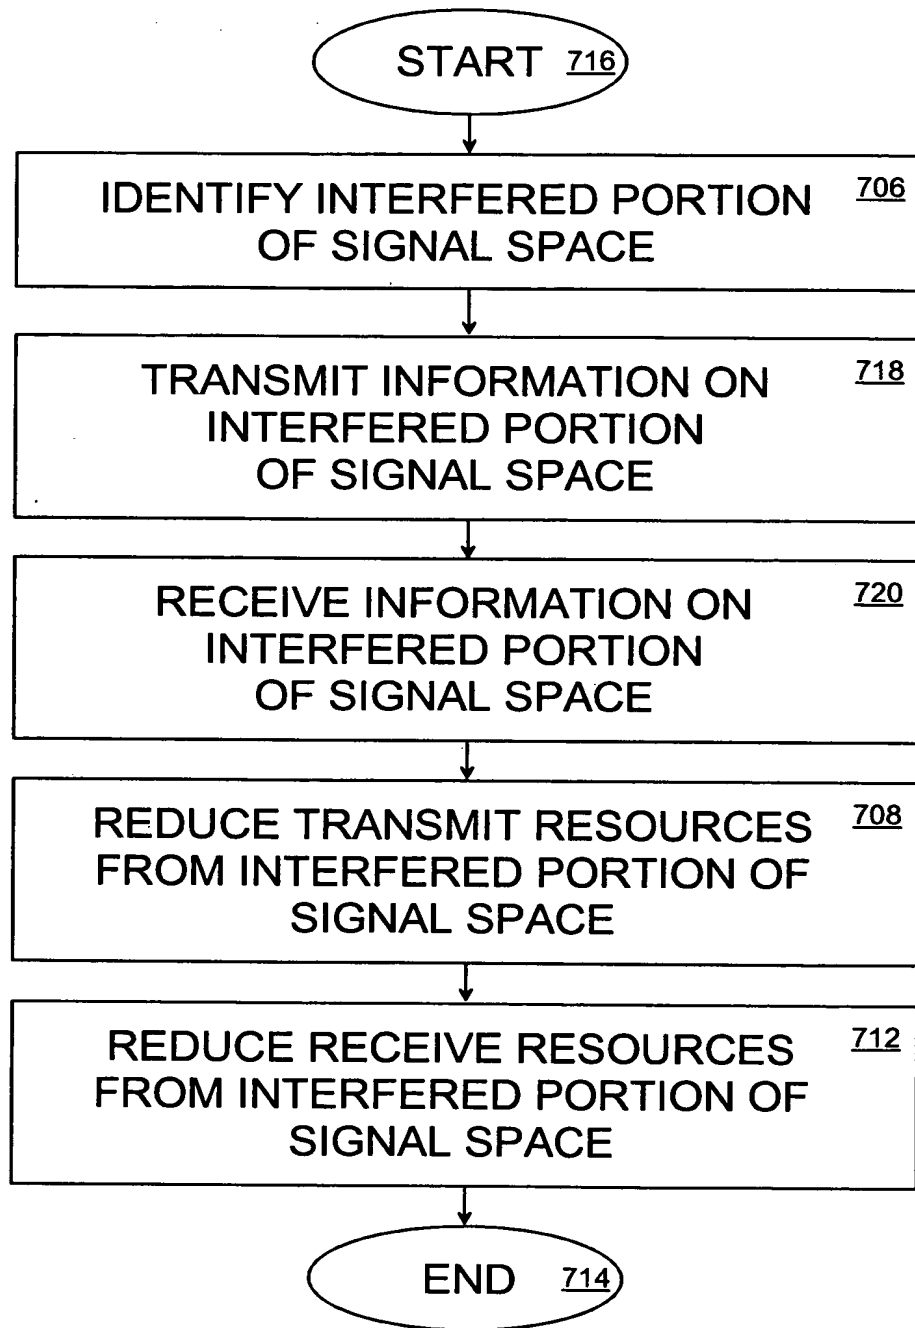 START 716
IDENTIFY INTERFERED PORTION 706
OF SIGNAL SPACE
TRANSMIT INFORMATION ON 718
INTERFERED PORTION
OF SIGNAL SPACE
RECEIVE INFORMATION ON 720
INTERFERED PORTION
OF SIGNAL SPACE
REDUCE TRANSMIT RESOURCES 708
FROM INTERFERED PORTION OF
SIGNAL SPACE
REDUCE RECEIVE RESOURCES 712
FROM INTERFERED PORTION OF
SIGNAL SPACE
END 714